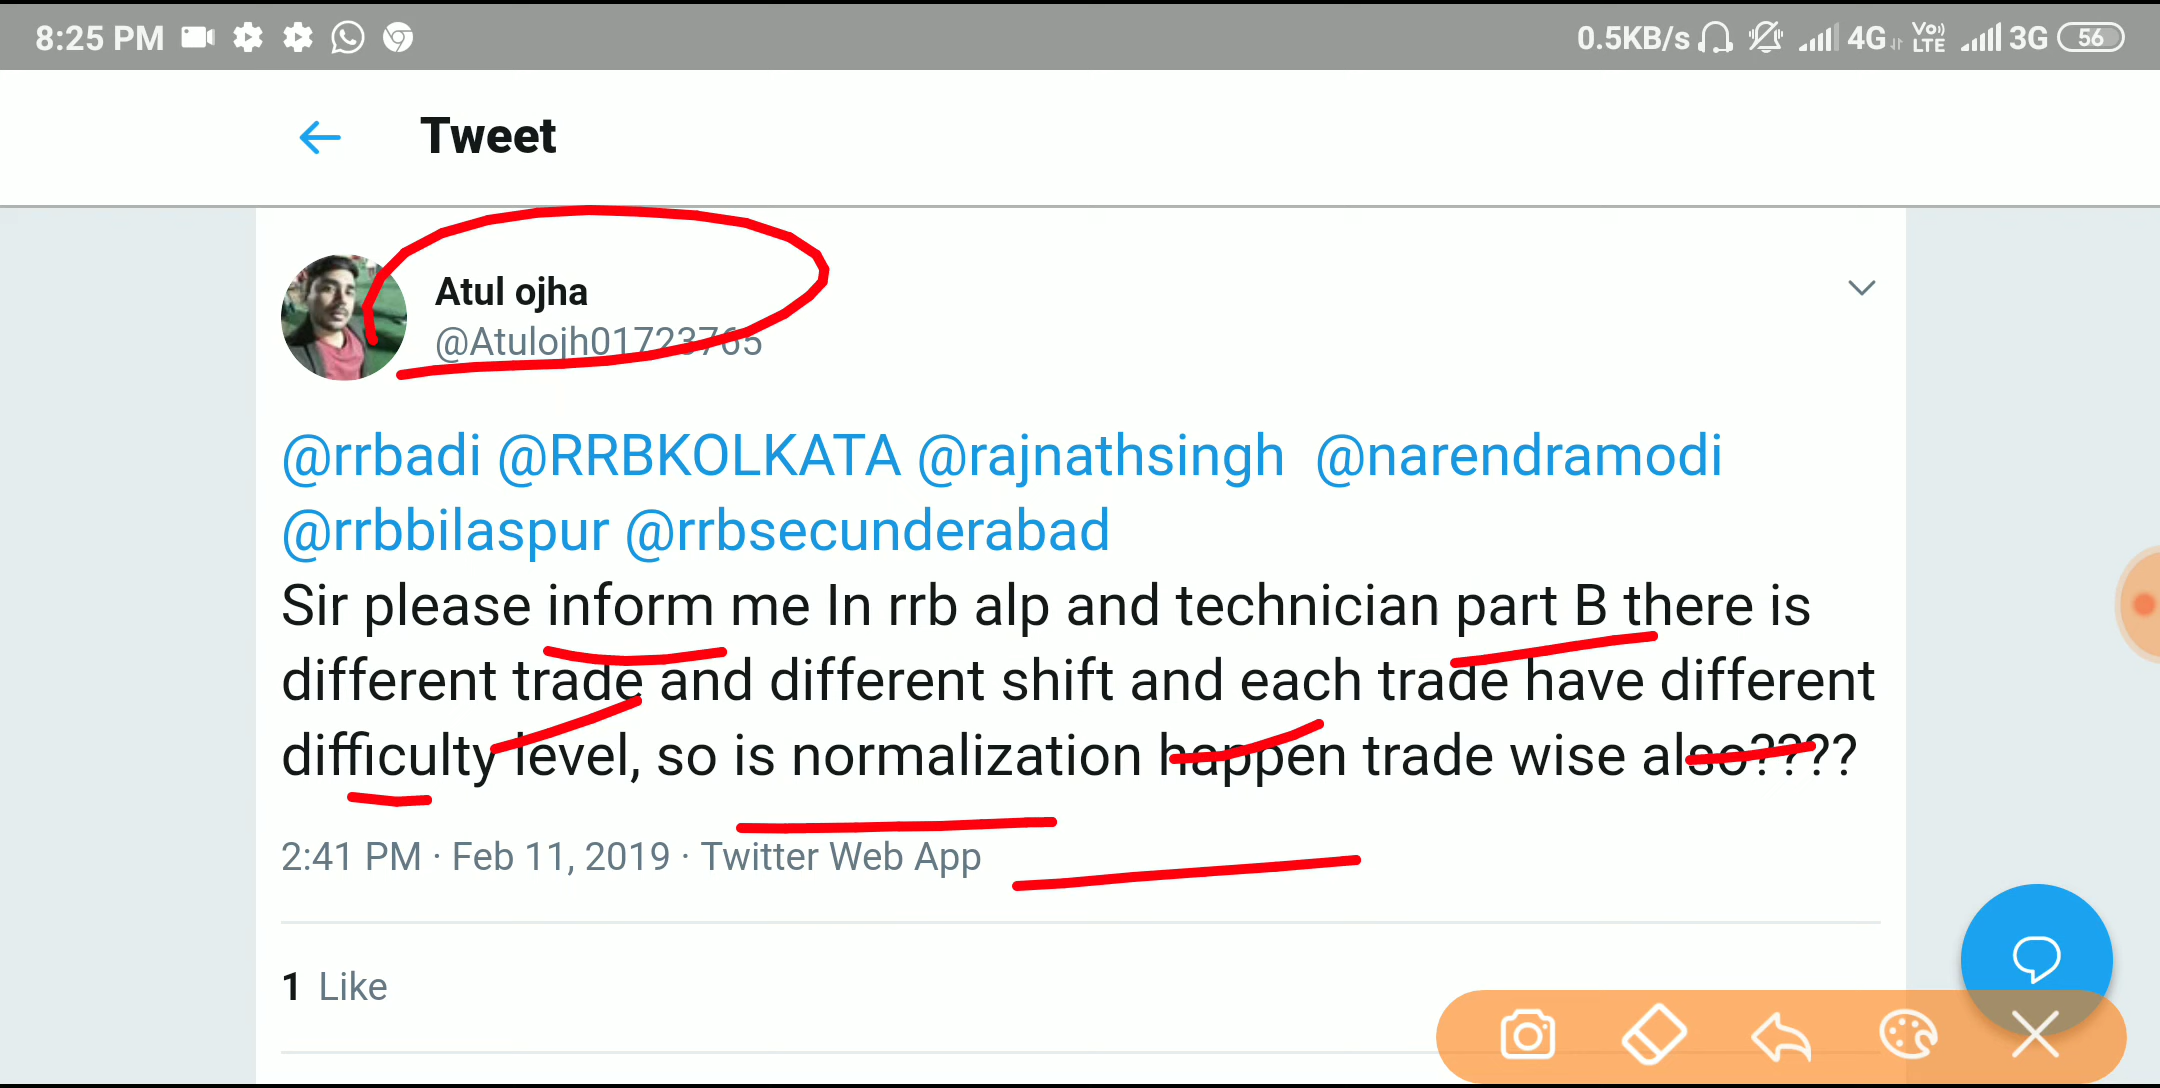 8:25 PM 0.5KB/s 4G Vo)) LTE 3G 56
Tweet
Atul ojha
@Atulojh01723765
@rrbadi @RRBKOLKATA @rajnathsingh @narendramodi
@rrbbilaspur @rrbsecunderabad
Sir please inform me In rrb alp and technician part B there is
different trade and different shift and each trade have different
difficulty level, so is normalization happen trade wise also????
2:41 PM · Feb 11, 2019 · Twitter Web App
1 Like